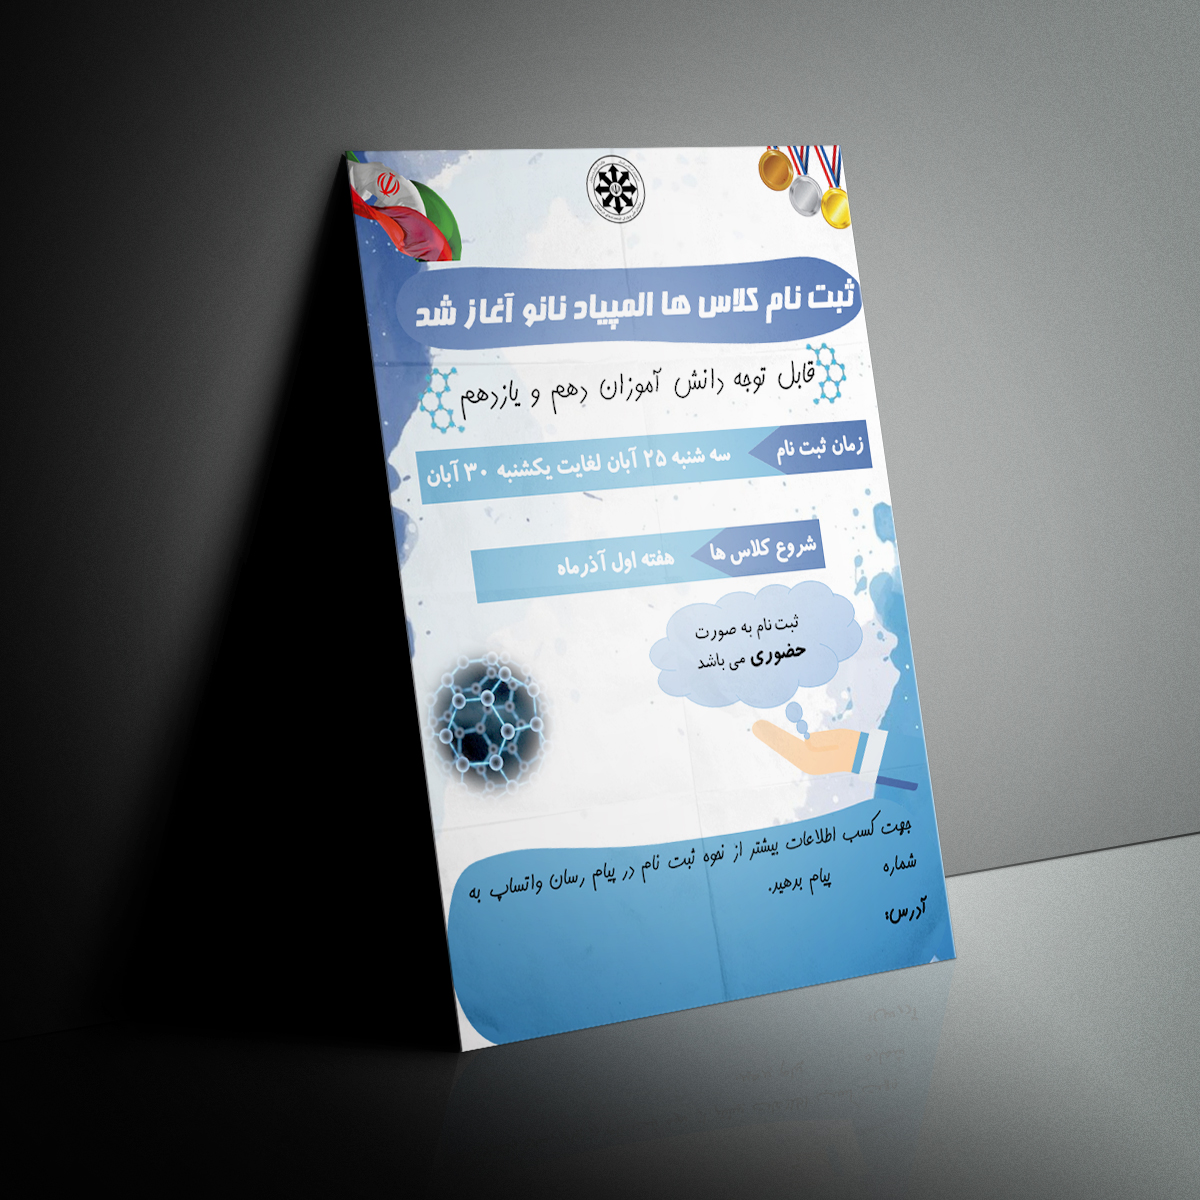 ثبت نام کلاس ها المپیاد نانو آغاز شد
قابل توجه دانش آموزان دهم و یازدهم
زمان ثبت نام
سه شنبه ۲۵ آبان لغایت یکشنبه ۳۰ آبان
شروع کلاس ها
هفته اول آذرماه
ثبت نام به صورت
حضوری می باشد
جهت کسب اطلاعات بیشتر از نحوه ثبت نام در پیام رسان واتساپ به
شماره پیام بدهید.
آدرس: